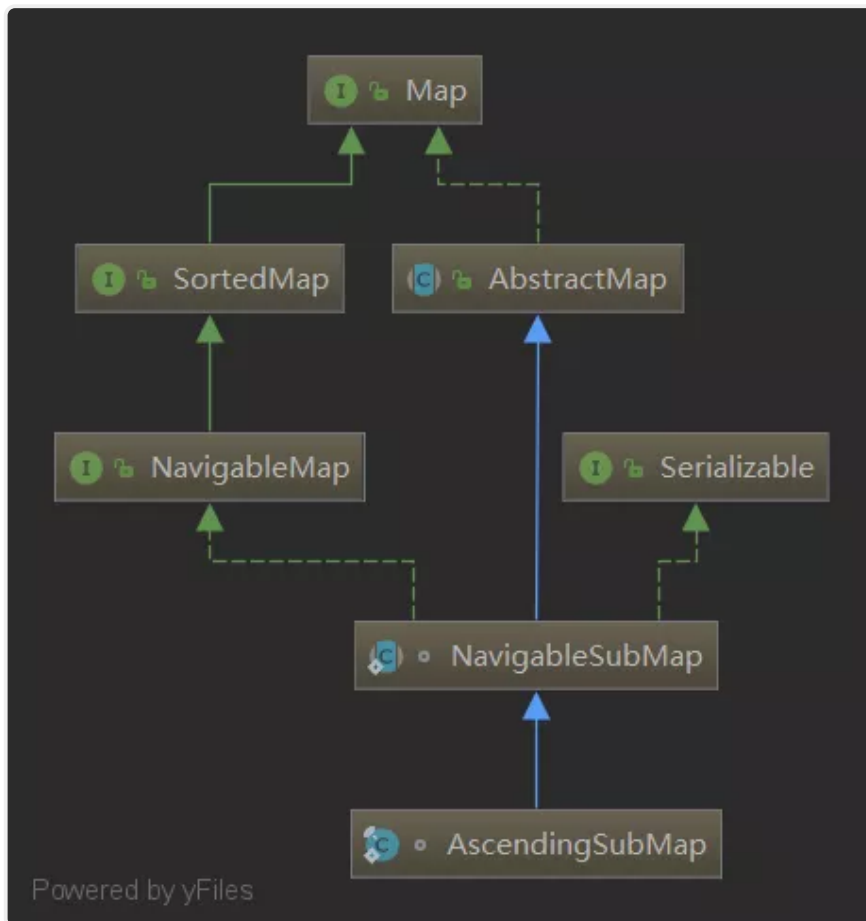 I Map
I SortedMap
C AbstractMap
I NavigableMap
I Serializable
C NavigableSubMap
C AscendingSubMap
Powered by yFiles